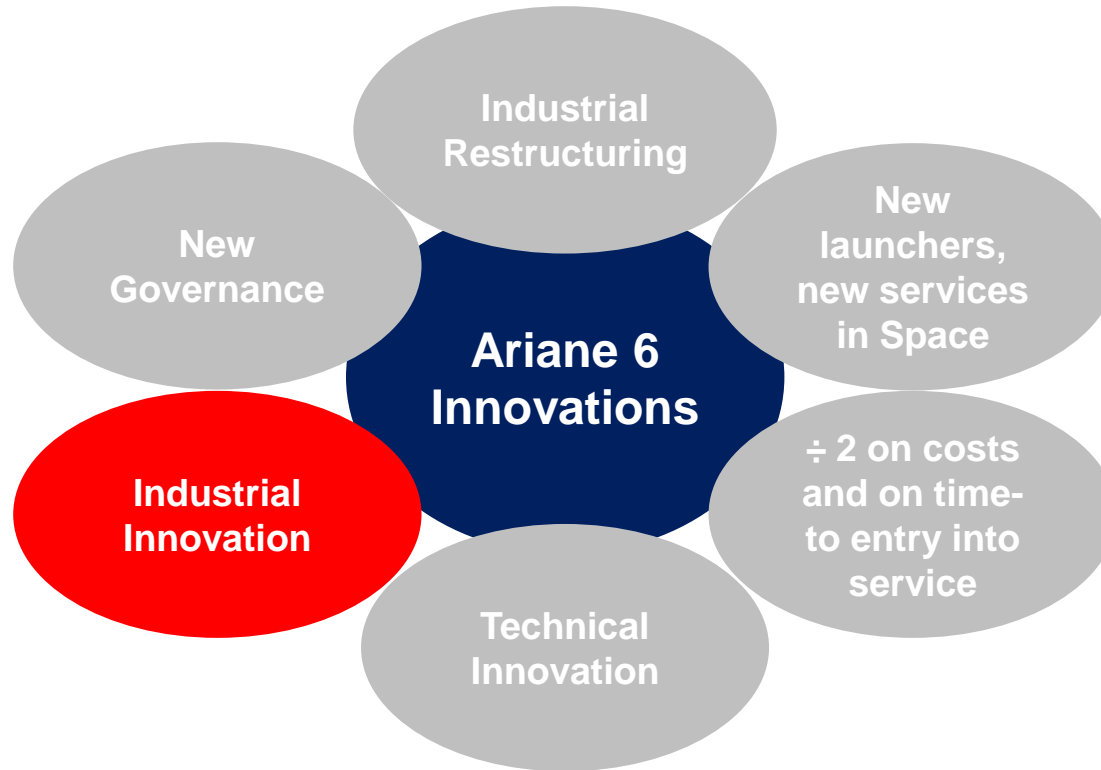 Industrial
Restructuring
New
launchers,
new services
in Space
New
Governance
Ariane 6
Innovations
÷ 2 on costs
and on time-
to entry into
service
Industrial
Innovation
Technical
Innovation